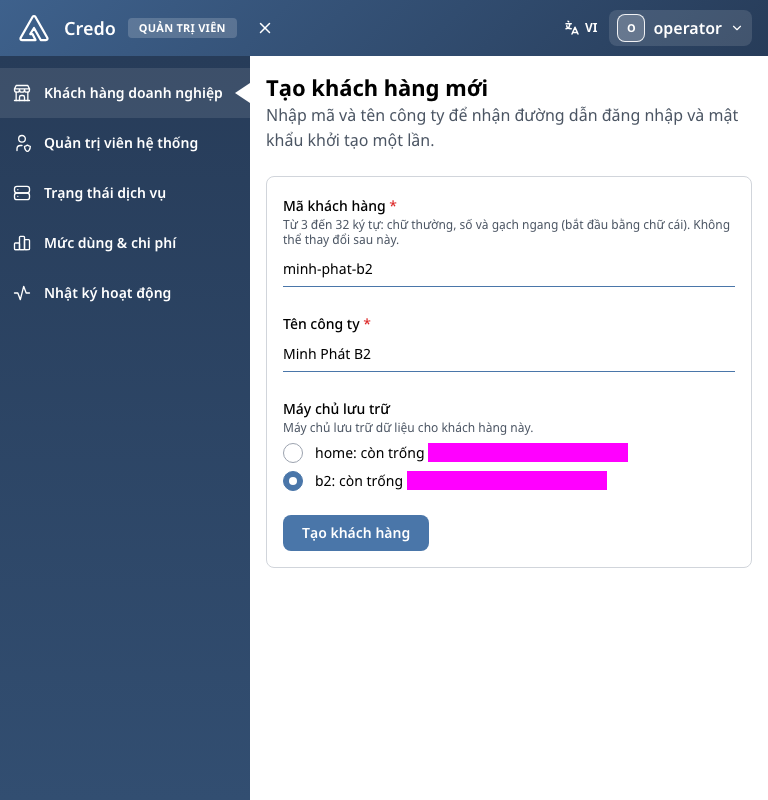 Credo
QUẢN TRỊ VIÊN
VI
O
operator
Khách hàng doanh nghiệp
Quản trị viên hệ thống
Trạng thái dịch vụ
Mức dùng & chi phí
Nhật ký hoạt động
Tạo khách hàng mới
Nhập mã và tên công ty để nhận đường dẫn đăng nhập và mật
khẩu khởi tạo một lần.
Mã khách hàng *
Từ 3 đến 32 ký tự: chữ thường, số và gạch ngang (bắt đầu bằng chữ cái). Không
thể thay đổi sau này.
minh-phat-b2
Tên công ty *
Minh Phát B2
Máy chủ lưu trữ
Máy chủ lưu trữ dữ liệu cho khách hàng này.
home: còn trống
b2: còn trống
Tạo khách hàng